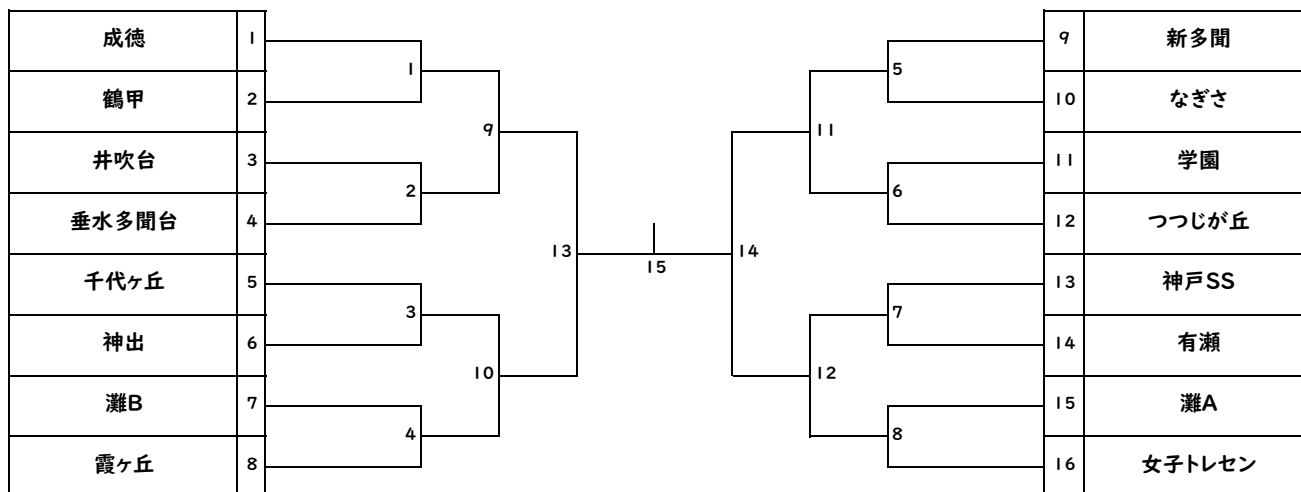 成徳 1
鶴甲 2
井吹台 3
垂水多聞台 4
千代ヶ丘 5
神出 6
灘B 7
霞ヶ丘 8
1
2
3
4
9
10
13
15
14
11
12
5
6
7
8
9 新多聞
10 なぎさ
11 学園
12 つつじが丘
13 神戸SS
14 有瀬
15 灘A
16 女子トレセン